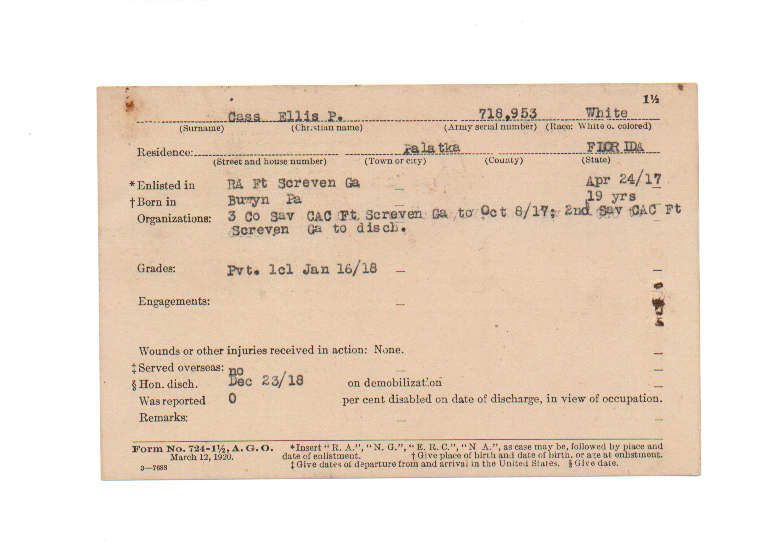 1½
Cass Ellis P. 718,953 White
(Surname) (Christian name) (Army serial number) (Race: White o. colored)
Residence: Palatka FLORIDA
(Street and house number) (Town or city) (County) (State)
*Enlisted in RA Ft Screven Ga Apr 24/17
†Born in Pa 19 yrs
Organizations: 3 Co Sav CAC Ft Screven Ga to Oct 8/17; 2nd Sav CAC Ft
Screven Ga to disch.
Grades: Pvt. 1cl Jan 16/18
Engagements:
Wounds or other injuries received in action: None.
‡Served overseas: no
§Hon. disch. Dec 23/18 on demobilization
Was reported 0 per cent disabled on date of discharge, in view of occupation.
Remarks:
Form No. 724-1½, A. G. O. *Insert "R. A.", "N. G.", "E. R. C.", "N A.", as case may be, followed by place and
March 12, 1920. date of enlistment. †Give place of birth and date of birth, or age at enlistment.
3—7688 ‡Give dates of departure from and arrival in the United States. §Give date.